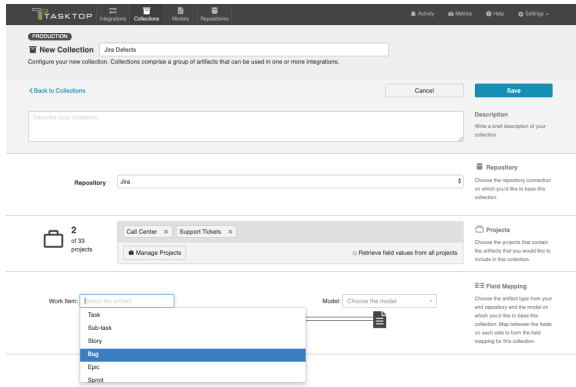 TASKTOP
Integrations
Collections
Models
Repositories
Activity
Metrics
Help
Settings
PRODUCTION
New Collection
Jira Defects
Configure your new collection. Collections comprise a group of artifacts that can be used in one or more integrations.
Back to Collections
Cancel
Save
Describe your collection
Description
Write a brief description of your
collection
Repository
Jira
Repository
Choose the repository connection
on which you'd like to base this
collection.
2
of 33
projects
Call Center ×
Support Tickets ×
Manage Projects
Retrieve field values from all projects
Projects
Choose the projects that contain
the artifacts that you would like to
include in this collection.
Work Item:
Select the artifact
Model:
Choose the model
Task
Sub-task
Story
Bug
Epic
Sprint
Field Mapping
Choose the artifact type from your
end repository and the model on
which you'd like to base this
collection. Map between the fields
on each side to form the field
mapping for this collection.